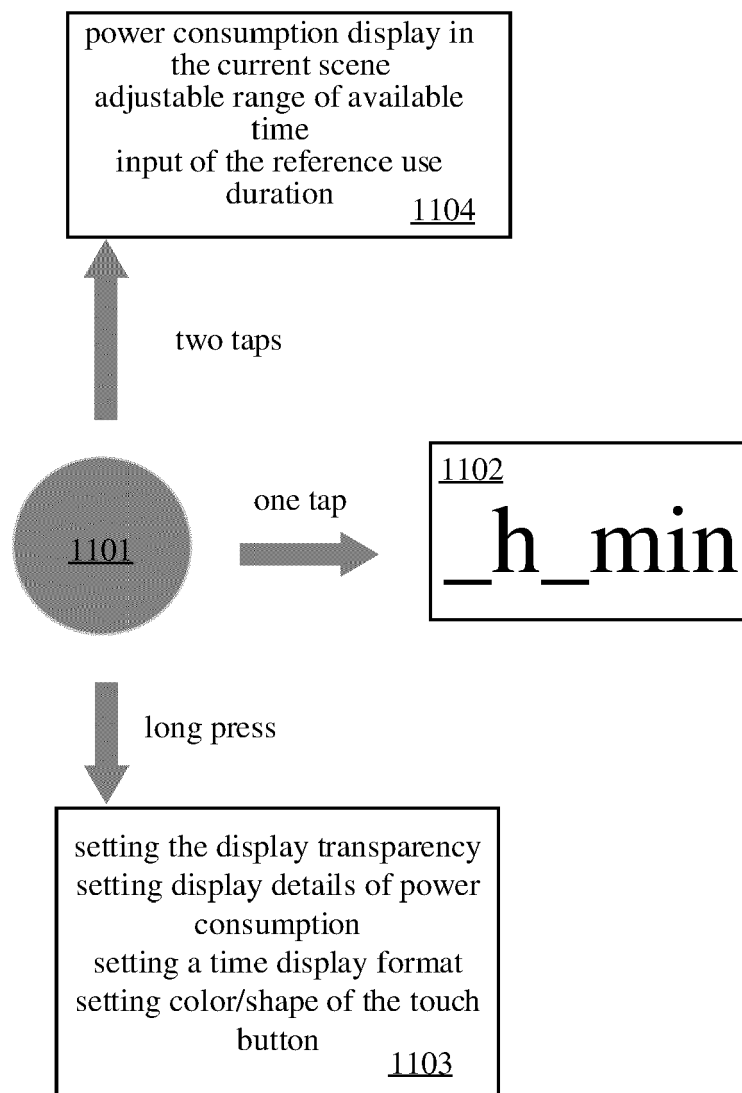 power consumption display in
the current scene
adjustable range of available
time
input of the reference use
duration
1104
two taps
1101
one tap
1102
_h_min
long press
setting the display transparency
setting display details of power
consumption
setting a time display format
setting color/shape of the touch
button
1103